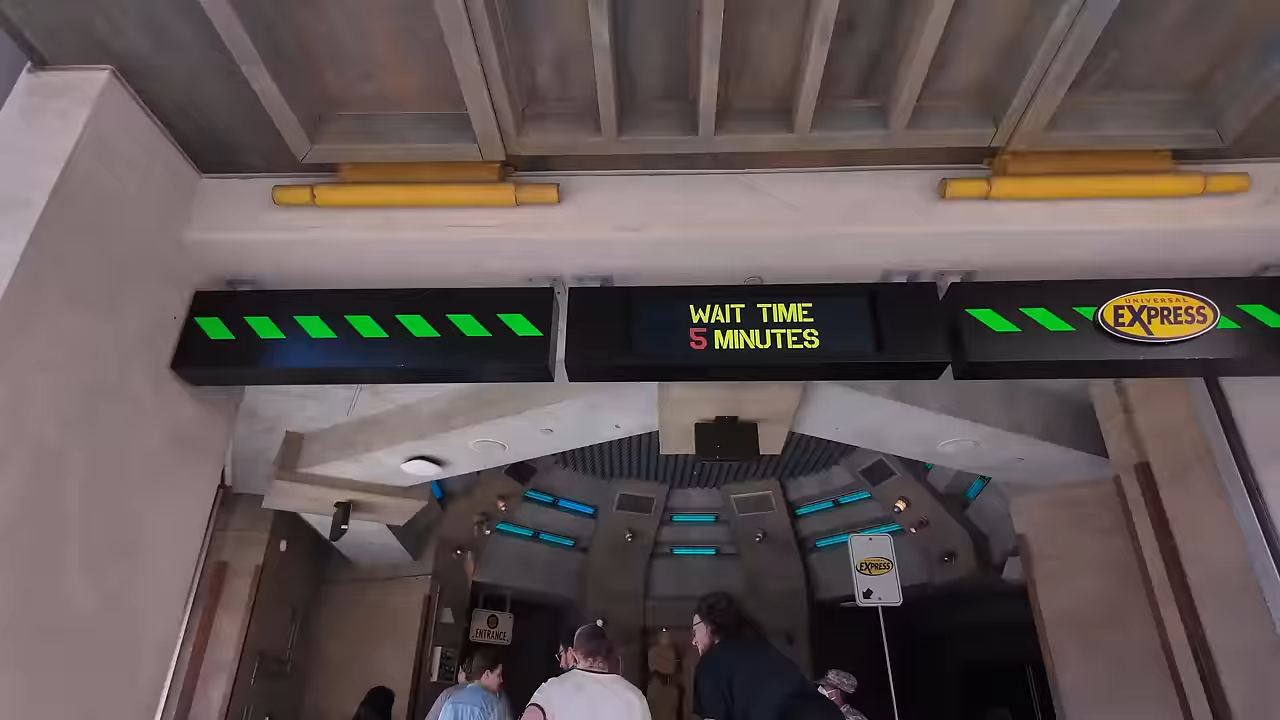 WAIT TIME
5 MINUTES
UNIVERSAL
EXPRESS
EXPRESS
ENTRANCE